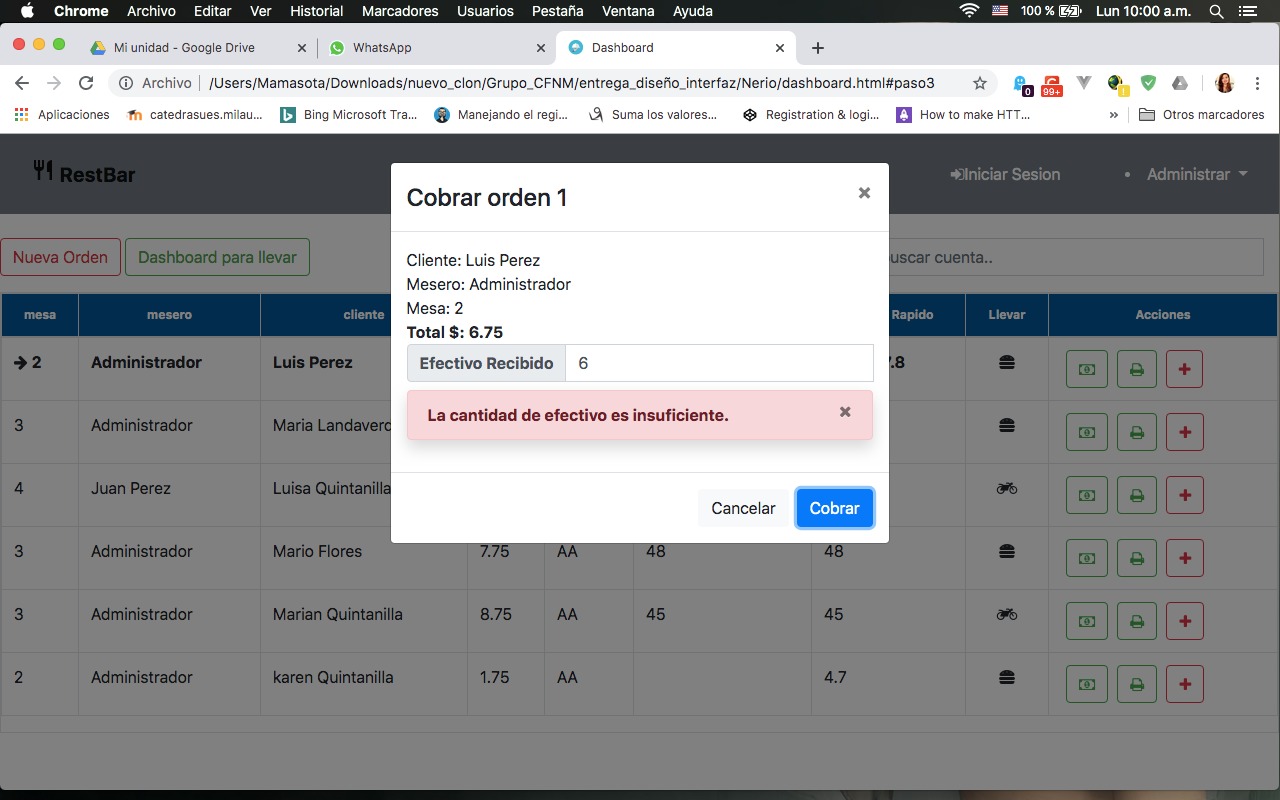 Chrome Archivo Editar Ver Historial Marcadores Usuarios Pestaña Ventana Ayuda 100 % Lun 10:00 a.m.
Mi unidad - Google Drive WhatsApp Dashboard
Archivo /Users/Mamasota/Downloads/nuevo_clon/Grupo_CFNM/entrega_diseño_interfaz/Nerio/dashboard.html#paso3 0 99+
Aplicaciones catedras.es.milau... Bing Microsoft Tra... Manejando el regi... Suma los valores... Registration & logi... How to make HTT... » Otros marcadores
RestBar Iniciar Sesion • Administrar
Cobrar orden 1
Cliente: Luis Perez
Mesero: Administrador
Mesa: 2
Total $: 6.75
Efectivo Recibido 6
La cantidad de efectivo es insuficiente.
Cancelar Cobrar
Nueva Orden Dashboard para llevar uscar cuenta..
mesa mesero cliente Rapido Llevar Acciones
2 Administrador Luis Perez .8
3 Administrador Maria Landaverd
4 Juan Perez Luisa Quintanilla
3 Administrador Mario Flores 7.75 AA 48 48
3 Administrador Marian Quintanilla 8.75 AA 45 45
2 Administrador karen Quintanilla 1.75 AA 4.7